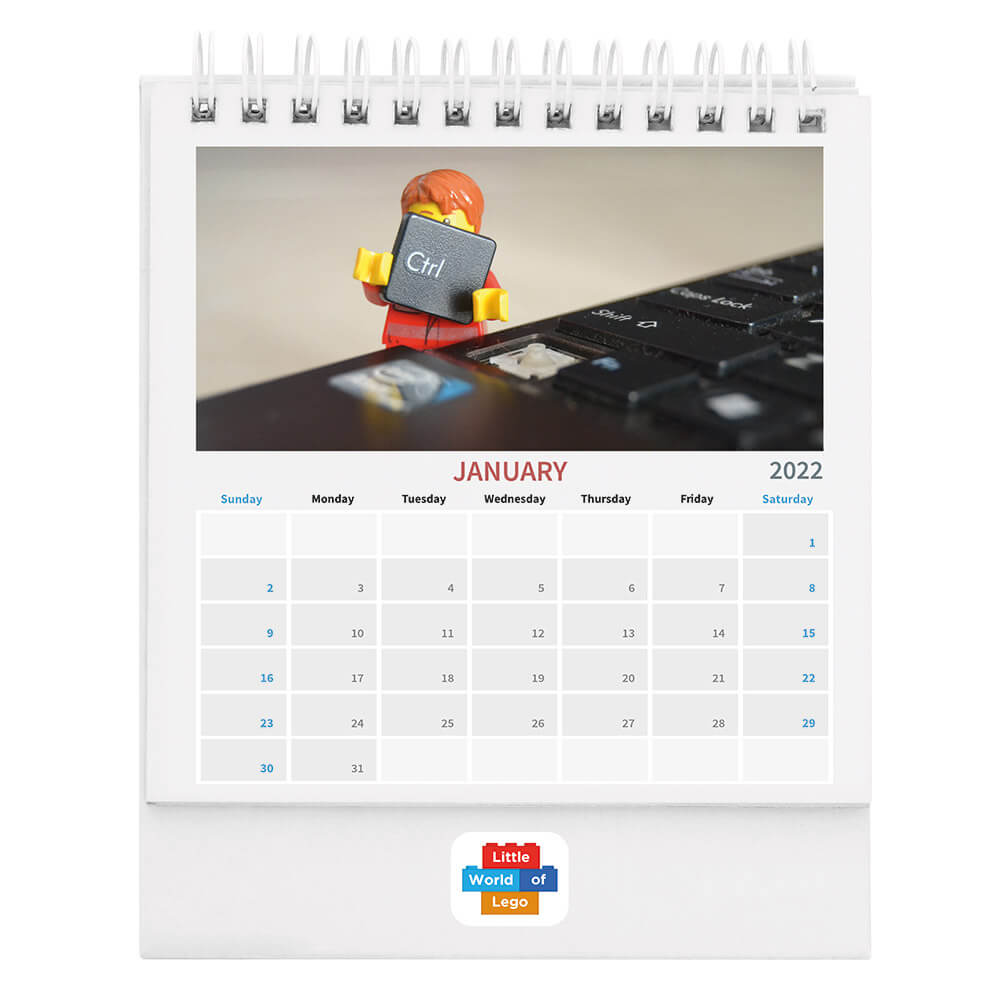 Ctrl
Caps Lock
Shift
JANUARY 2022
Sunday Monday Tuesday Wednesday Thursday Friday Saturday
1
2 3 4 5 6 7 8
9 10 11 12 13 14 15
16 17 18 19 20 21 22
23 24 25 26 27 28 29
30 31
Little
World of
Lego